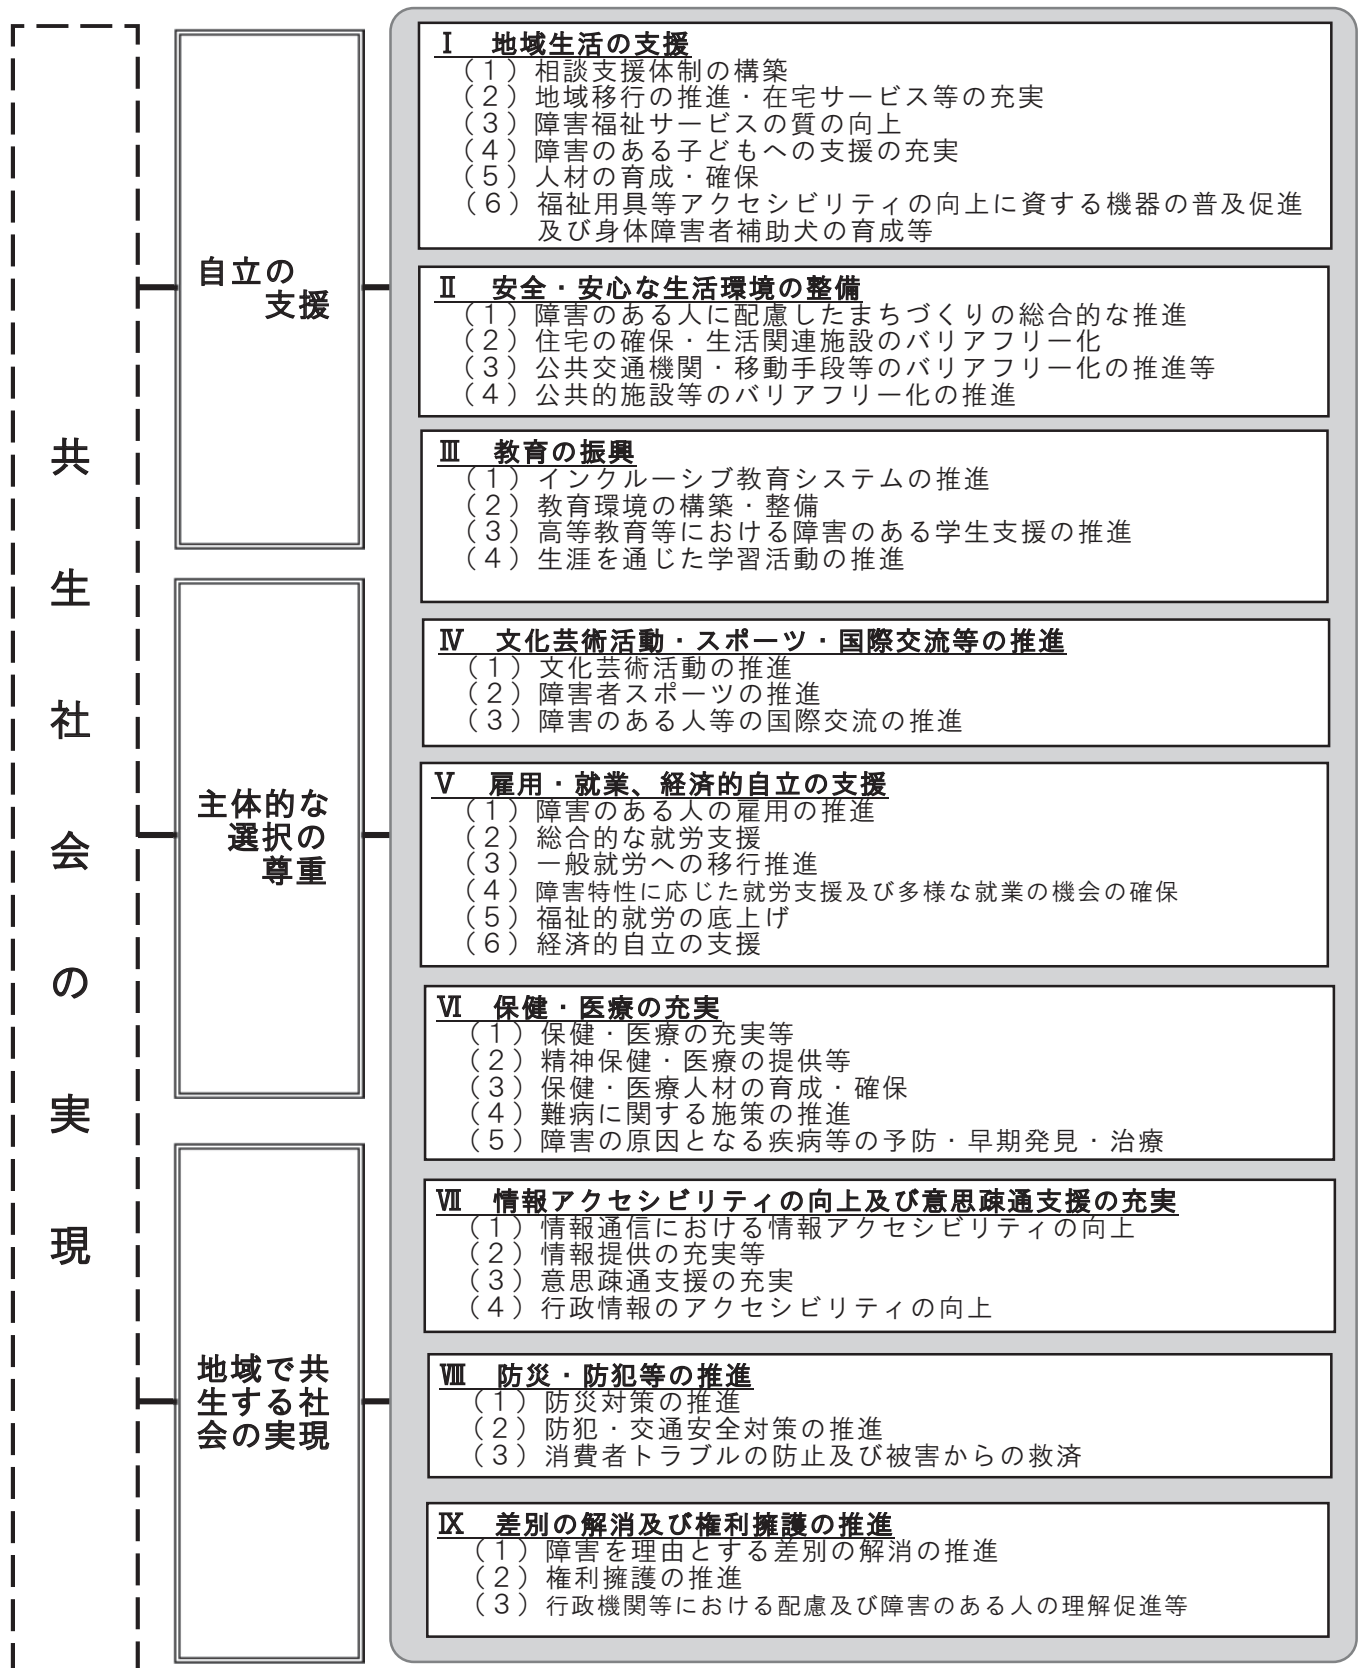 共生社会の実現
自立の
支援
主体的な
選択の
尊重
地域で共
生する社
会の実現
Ⅰ 地域生活の支援
（１）相談支援体制の構築
（２）地域移行の推進・在宅サービス等の充実
（３）障害福祉サービスの質の向上
（４）障害のある子どもへの支援の充実
（５）人材の育成・確保
（６）福祉用具等アクセシビリティの向上に資する機器の普及促進
及び身体障害者補助犬の育成等
Ⅱ 安全・安心な生活環境の整備
（１）障害のある人に配慮したまちづくりの総合的な推進
（２）住宅の確保・生活関連施設のバリアフリー化
（３）公共交通機関・移動手段等のバリアフリー化の推進等
（４）公共的施設等のバリアフリー化の推進
Ⅲ 教育の振興
（１）インクルーシブ教育システムの推進
（２）教育環境の構築・整備
（３）高等教育等における障害のある学生支援の推進
（４）生涯を通じた学習活動の推進
Ⅳ 文化芸術活動・スポーツ・国際交流等の推進
（１）文化芸術活動の推進
（２）障害者スポーツの推進
（３）障害のある人等の国際交流の推進
Ⅴ 雇用・就業、経済的自立の支援
（１）障害のある人の雇用の推進
（２）総合的な就労支援
（３）一般就労への移行推進
（４）障害特性に応じた就労支援及び多様な就業の機会の確保
（５）福祉的就労の底上げ
（６）経済的自立の支援
Ⅵ 保健・医療の充実
（１）保健・医療の充実等
（２）精神保健・医療の提供等
（３）保健・医療人材の育成・確保
（４）難病に関する施策の推進
（５）障害の原因となる疾病等の予防・早期発見・治療
Ⅶ 情報アクセシビリティの向上及び意思疎通支援の充実
（１）情報通信における情報アクセシビリティの向上
（２）情報提供の充実等
（３）意思疎通支援の充実
（４）行政情報のアクセシビリティの向上
Ⅷ 防災・防犯等の推進
（１）防災対策の推進
（２）防犯・交通安全対策の推進
（３）消費者トラブルの防止及び被害からの救済
Ⅸ 差別の解消及び権利擁護の推進
（１）障害を理由とする差別の解消の推進
（２）権利擁護の推進
（３）行政機関等における配慮及び障害のある人の理解促進等